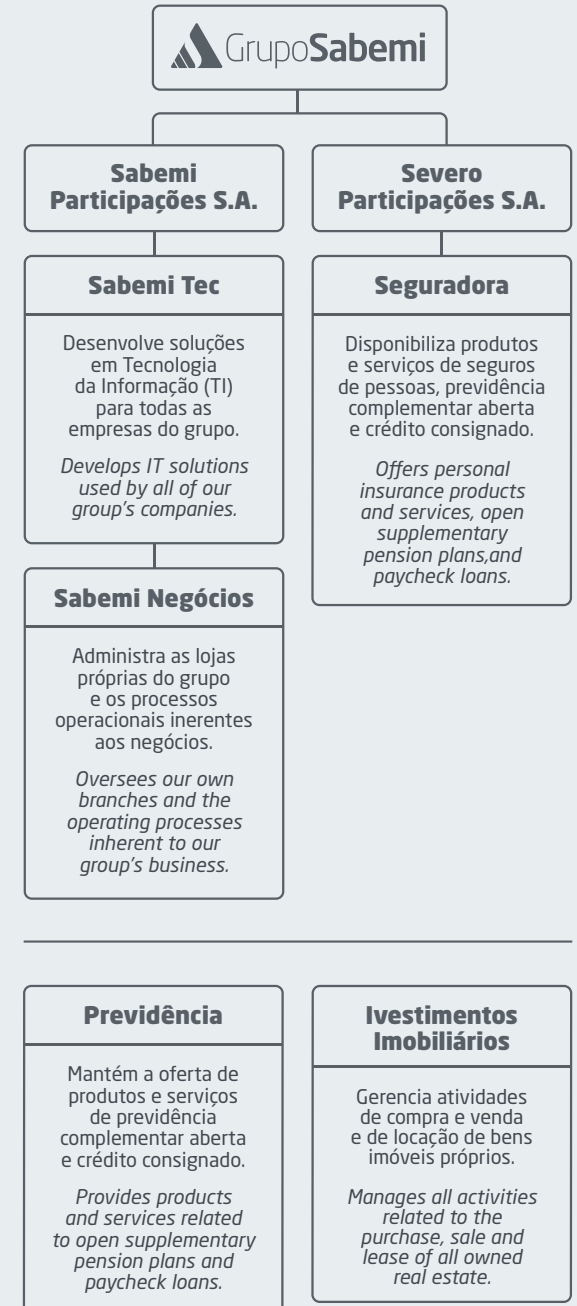 GrupoSabemi
Sabemi
Participações S.A.
Sabemi Tec
Desenvolve soluções
em Tecnologia
da Informação (TI)
para todas as
empresas do grupo.
Develops IT solutions
used by all of our
group's companies.
Sabemi Negócios
Administra as lojas
próprias do grupo
e os processos
operacionais inerentes
aos negócios.
Oversees our own
branches and the
operating processes
inherent to our
group's business.
Severo
Participações S.A.
Seguradora
Disponibiliza produtos
e serviços de seguros
de pessoas, previdência
complementar aberta
e crédito consignado.
Offers personal
insurance products
and services, open
supplementary
pension plans,and
paycheck loans.
Previdência
Mantém a oferta de
produtos e serviços
de previdência
complementar aberta
e crédito consignado.
Provides products
and services related
to open supplementary
pension plans and
paycheck loans.
Ivestimentos
Imobiliários
Gerencia atividades
de compra e venda
e de locação de bens
imóveis próprios.
Manages all activities
related to the
purchase, sale and
lease of all owned
real estate.